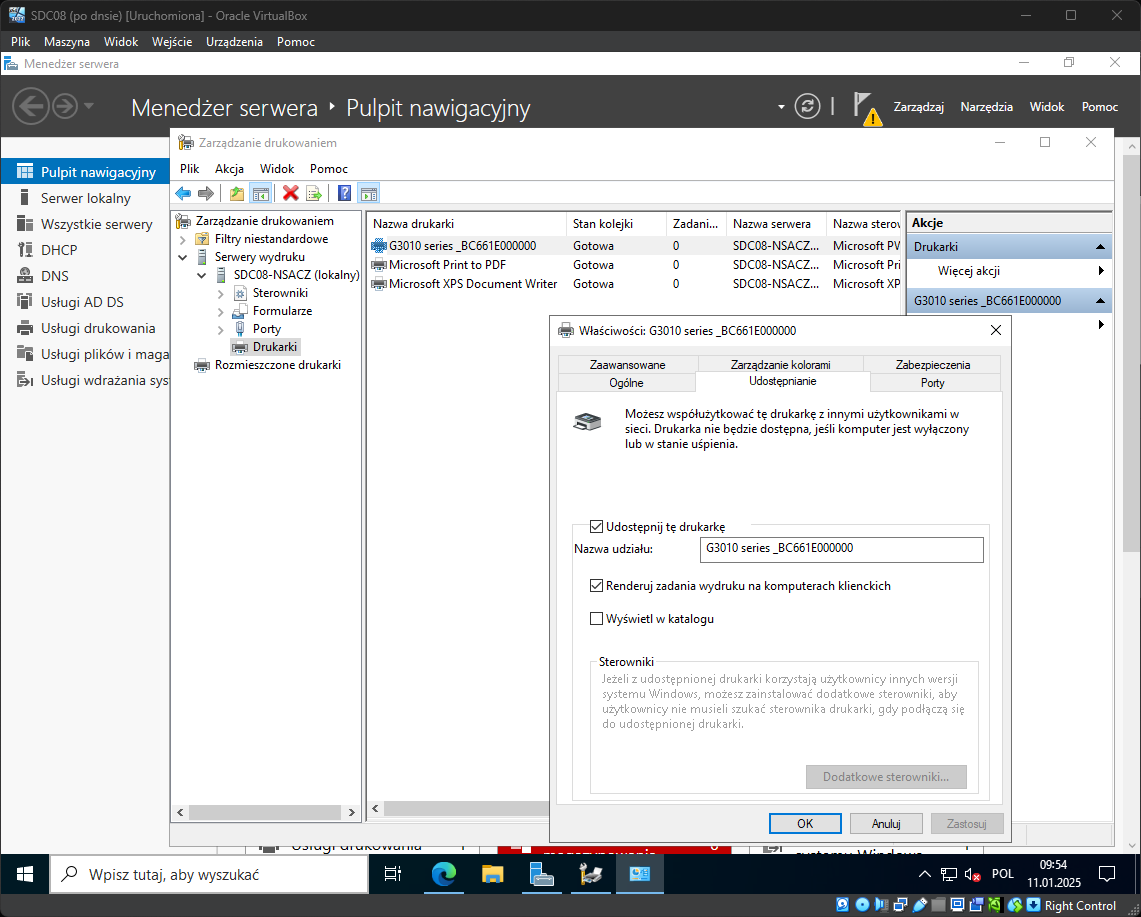 SDC08 (po dnsie) [Uruchomiona] - Oracle VirtualBox
Plik Maszyna Widok Wejście Urządzenia Pomoc
Menedżer serwera
Menedżer serwera Pulpit nawigacyjny
Zarządzaj Narzędzia Widok Pomoc
Pulpit nawigacyjny
Serwer lokalny
Wszystkie serwery
DHCP
DNS
Usługi AD DS
Usługi drukowania
Usługi plików i maga
Usługi wdrażania sys
Zarządzanie drukowaniem
Plik Akcja Widok Pomoc
Zarządzanie drukowaniem
Filtry niestandardowe
Serwery wydruku
SDC08-NSACZ (lokalny)
Sterowniki
Formularze
Porty
Drukarki
Rozmieszczone drukarki
Nazwa drukarki Stan kolejki Zadani... Nazwa serwera Nazwa sterow
G3010 series _BC661E000000 Gotowa 0 SDC08-NSACZ... Microsoft PW
Microsoft Print to PDF Gotowa 0 SDC08-NSACZ... Microsoft Pri
Microsoft XPS Document Writer Gotowa 0 SDC08-NSACZ... Microsoft XP
Akcje
Drukarki
Więcej akcji
G3010 series _BC661E000000
Właściwości: G3010 series _BC661E000000
Zaawansowane Zarządzanie kolorami Zabezpieczenia
Ogólne Udostępnianie Porty
Możesz współużytkować tę drukarkę z innymi użytkownikami w
sieci. Drukarka nie będzie dostępna, jeśli komputer jest wyłączony
lub w stanie uśpienia.
Udostępnij tę drukarkę
Nazwa udziału: G3010 series _BC661E000000
Renderuj zadania wydruku na komputerach klienckich
Wyświetl w katalogu
Sterowniki
Jeżeli z udostępnionej drukarki korzystają użytkownicy innych wersji
systemu Windows, możesz zainstalować dodatkowe sterowniki, aby
użytkownicy nie musieli szukać sterownika drukarki, gdy podłączą się
do udostępnionej drukarki.
Dodatkowe sterowniki...
OK Anuluj Zastosuj
Usługi drukowania 1
systemu Windows
Wpisz tutaj, aby wyszukać
POL
09:54
11.01.2025
Right Control